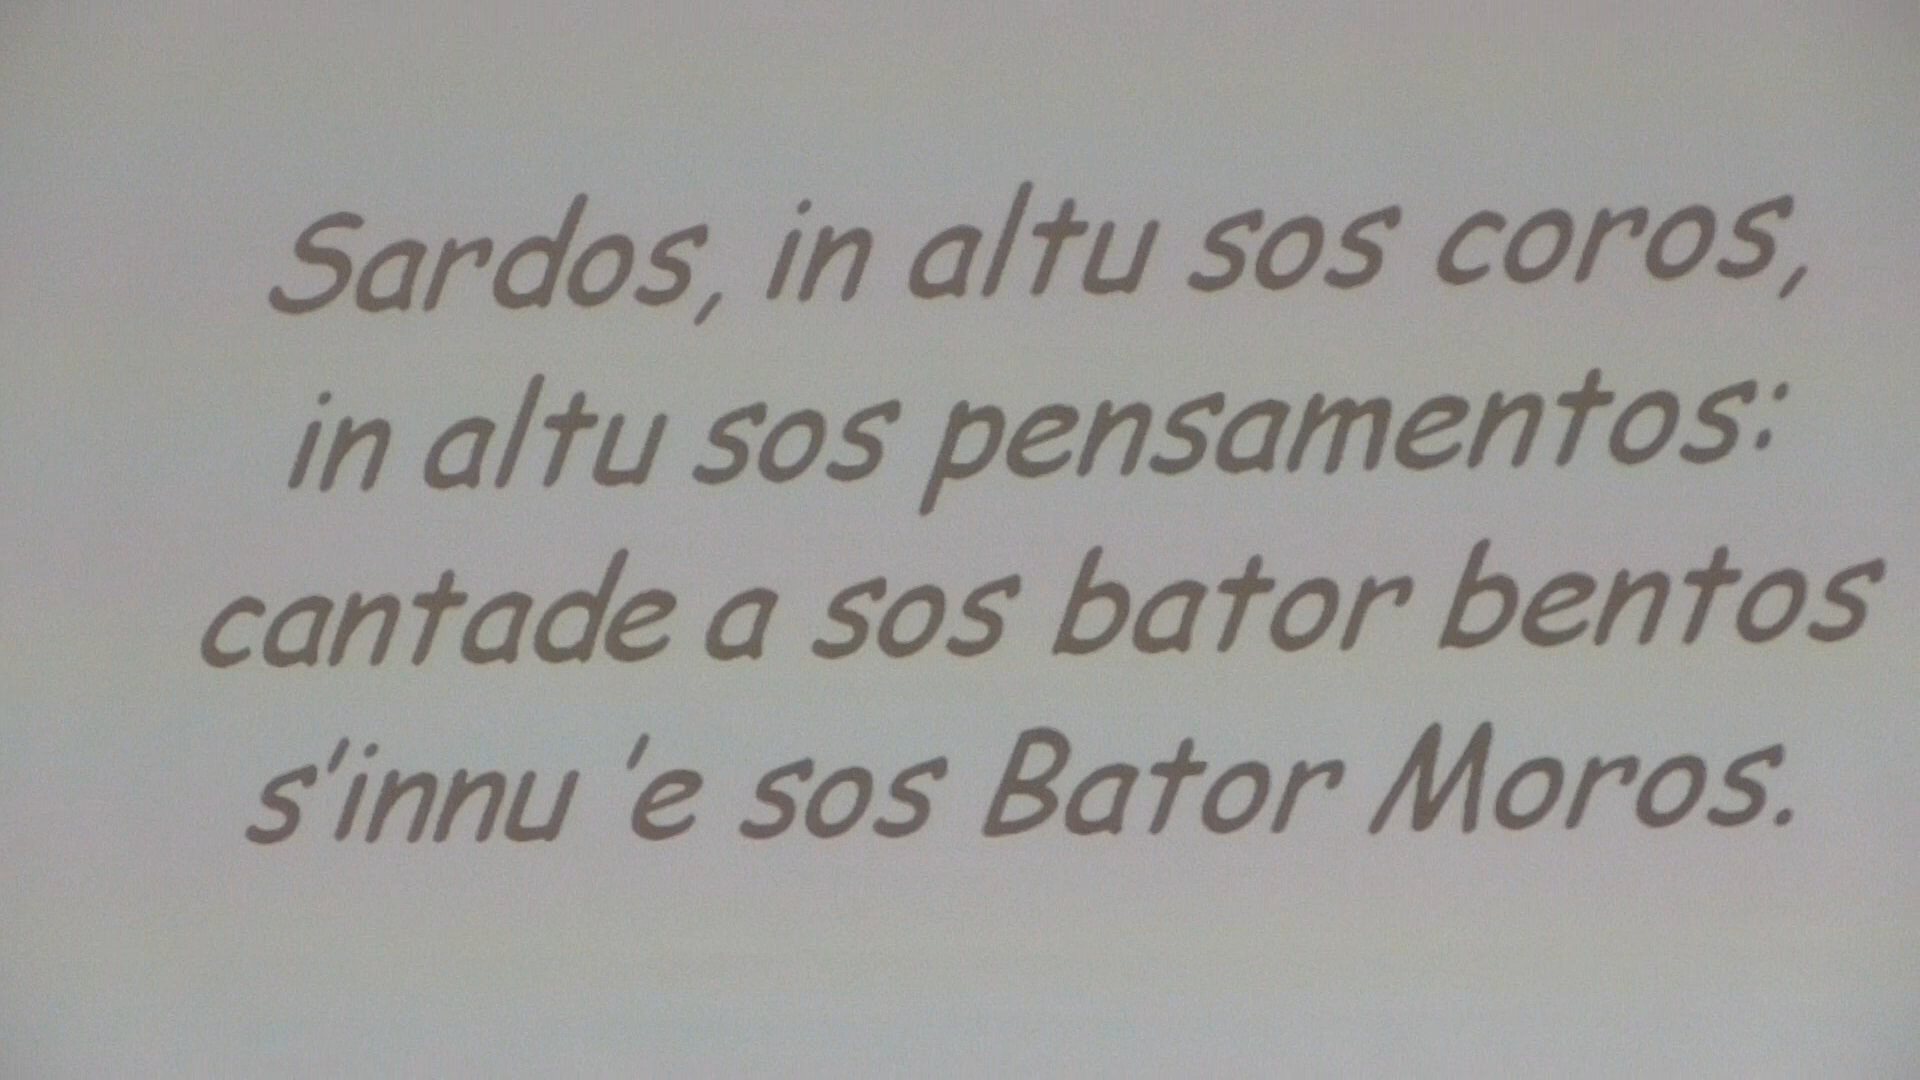 Sardos, in altu sos coros,
in altu sos pensamentos:
cantade a sos bator bentos
s'innu 'e sos Bator Moros.